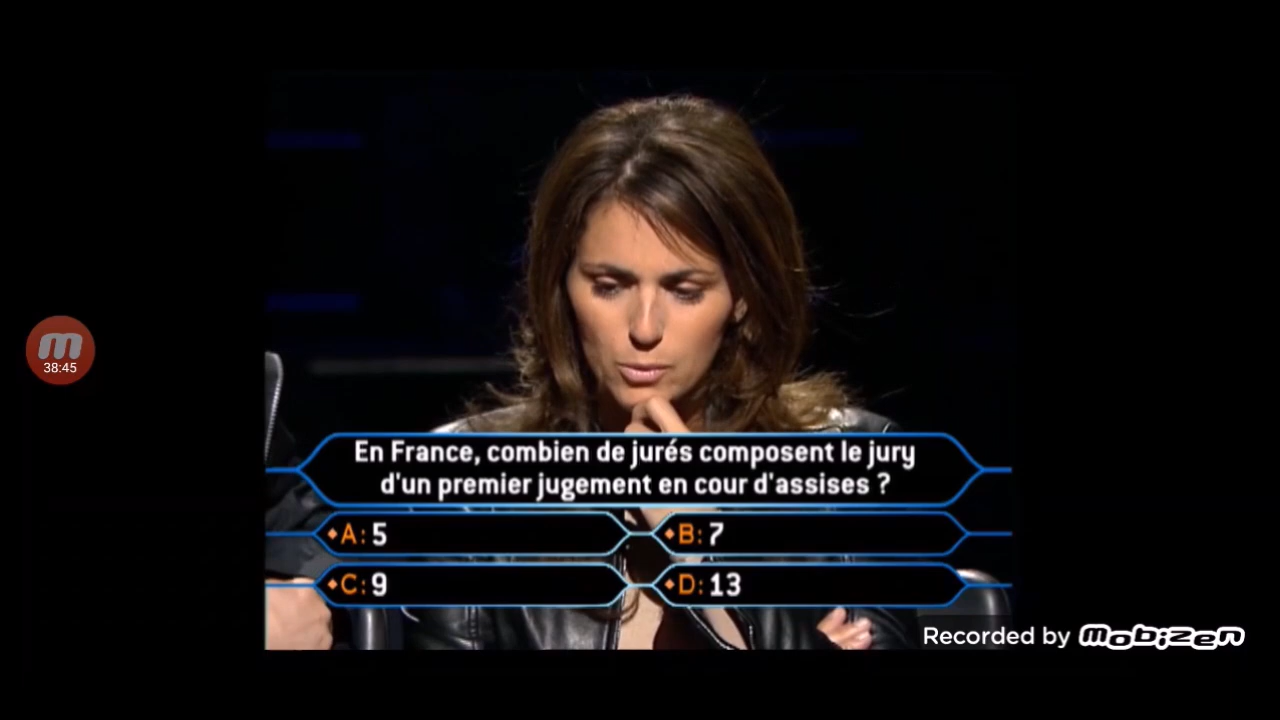 38:45
En France, combien de jurés composent le jury
d'un premier jugement en cour d'assises ?
A: 5
B: 7
C: 9
D: 13
Recorded by mobizen